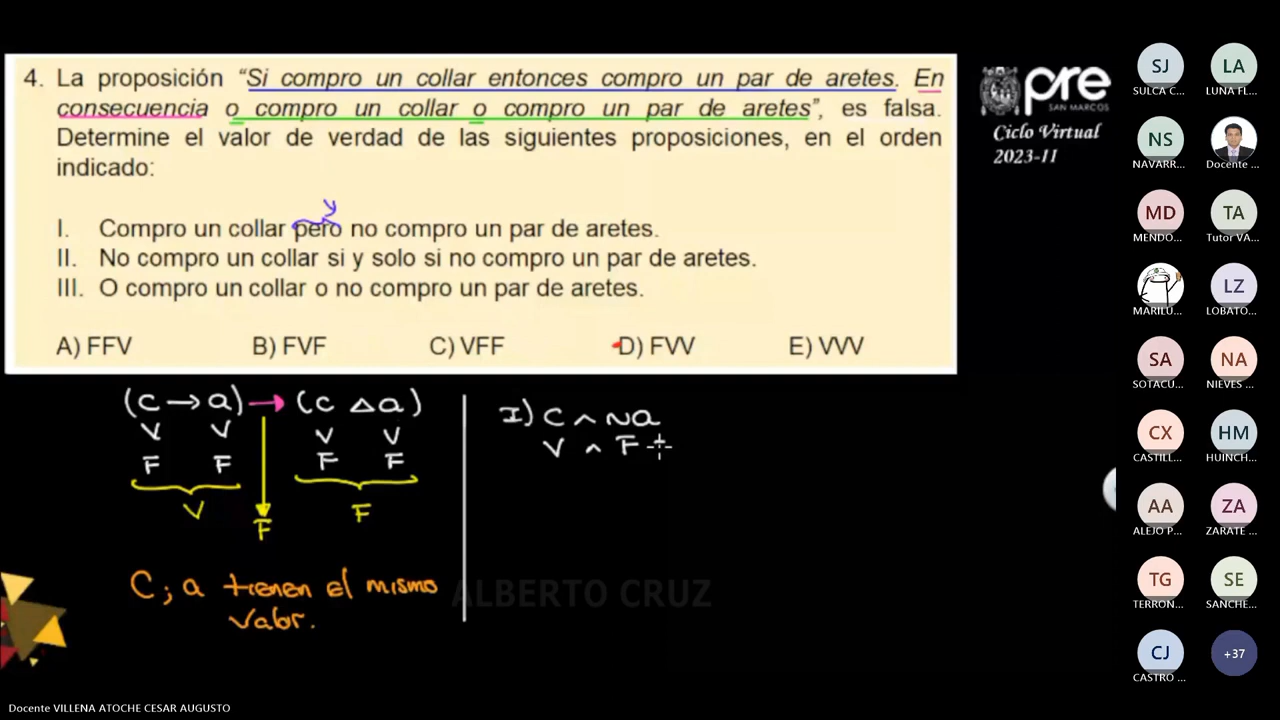 4. La proposición “Si compro un collar entonces compro un par de aretes. En
consecuencia o compro un collar o compro un par de aretes”, es falsa.
Determine el valor de verdad de las siguientes proposiciones, en el orden
indicado:
I. Compro un collar pero no compro un par de aretes.
II. No compro un collar si y solo si no compro un par de aretes.
III. O compro un collar o no compro un par de aretes.
A) FFV B) FVF C) VFF D) FVV E) VVV
(c → a) → (c △ a)
V V V V
F F F F
V F F
C; a tienen el mismo
valor.
I) C ∧ ~a
V ∧ F
pre
SAN MARCOS
Ciclo Virtual
2023-II
ALBERTO CRUZ
SJ LA
SULCA C... LUNA FL...
NS
NAVARR... Docente ...
MD TA
MENDO... Tutor VA...
LZ
MARILU... LOBATO...
SA NA
SOTACU... NIEVES ...
CX HM
CASTILL... HUINCH...
AA ZA
ALEJO P... ZARATE ...
TG SE
TERRON... SANCHE...
CJ +37
CASTRO ...
Docente VILLENA ATOCHE CESAR AUGUSTO